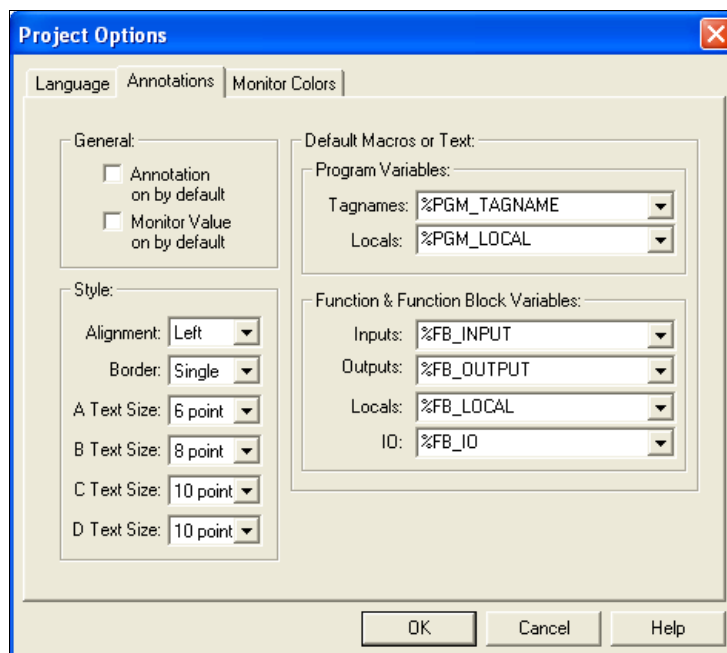 Project Options
Language
Annotations
Monitor Colors
General:
Annotation
on by default
Monitor Value
on by default
Style:
Alignment: Left
Border: Single
A Text Size: 6 point
B Text Size: 8 point
C Text Size: 10 point
D Text Size: 10 point
Default Macros or Text:
Program Variables:
Tagnames: %PGM_TAGNAME
Locals: %PGM_LOCAL
Function & Function Block Variables:
Inputs: %FB_INPUT
Outputs: %FB_OUTPUT
Locals: %FB_LOCAL
IO: %FB_IO
OK
Cancel
Help